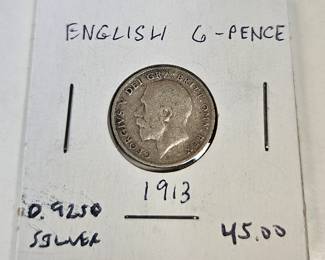 ENGLISH 6-PENCE
GEORGIVS V DEI GRA: BRITT: OMN: REX
1913
0.9250
SILVER
45.00